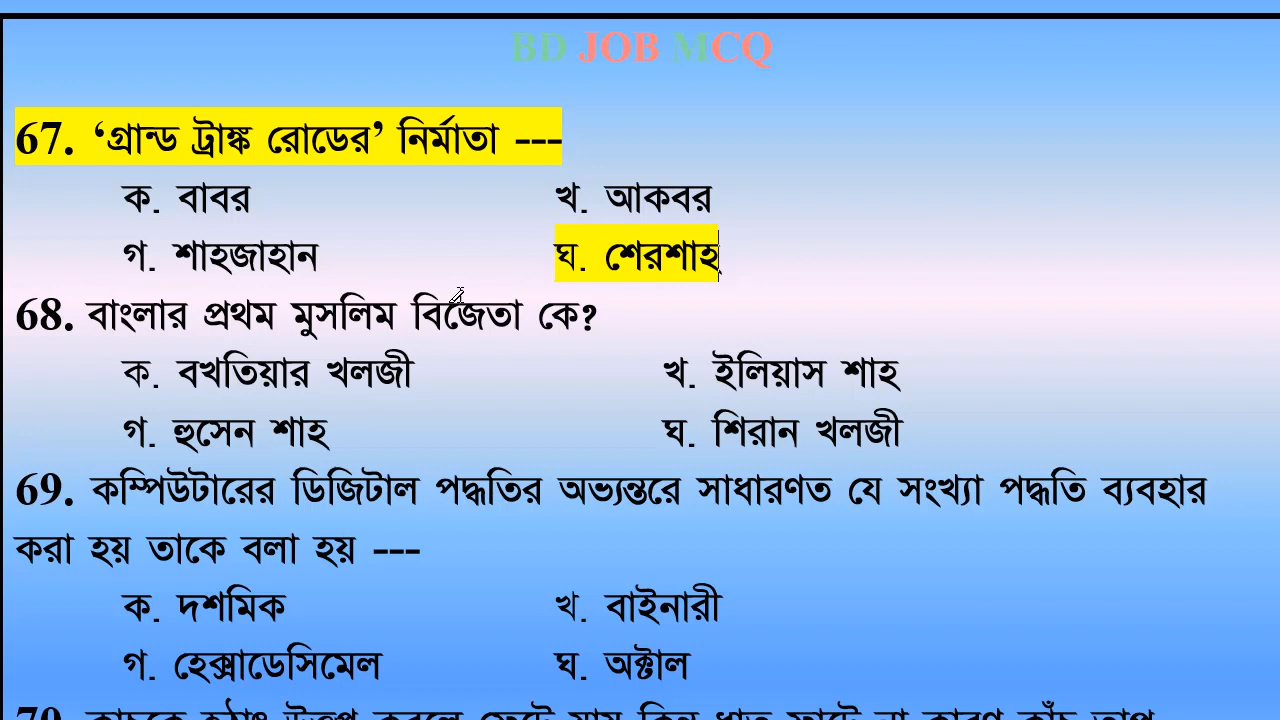 BD JOB MCQ
67. ‘গ্রান্ড ট্রাঙ্ক রোডের’ নির্মাতা ---
ক. বাবর খ. আকবর
গ. শাহজাহান ঘ. শেরশাহ্
68. বাংলার প্রথম মুসলিম বিজেতা কে?
ক. বখতিয়ার খলজী খ. ইলিয়াস শাহ
গ. হুসেন শাহ ঘ. শিরান খলজী
69. কম্পিউটারের ডিজিটাল পদ্ধতির অভ্যন্তরে সাধারণত যে সংখ্যা পদ্ধতি ব্যবহার
করা হয় তাকে বলা হয় ---
ক. দশমিক খ. বাইনারী
গ. হেক্সাডেসিমেল ঘ. অক্টাল